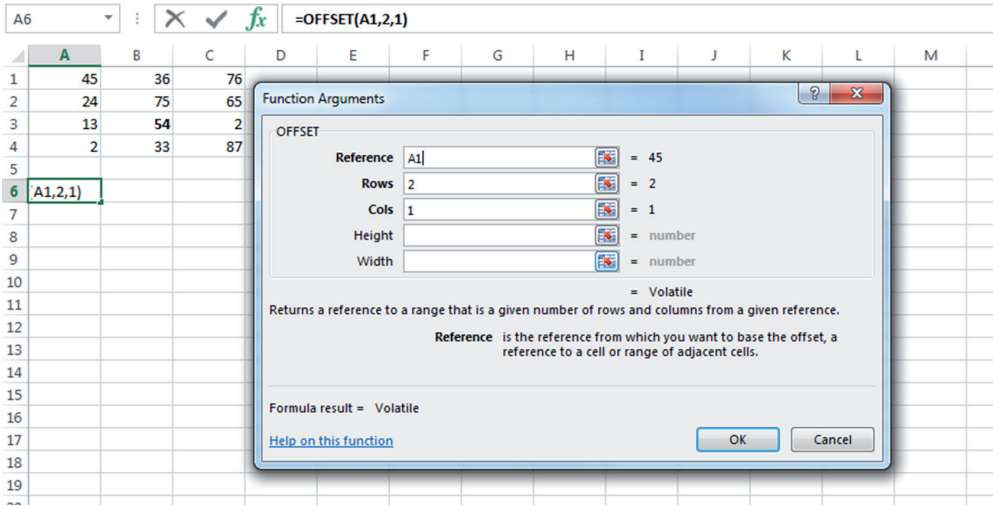 A6 fx =OFFSET(A1,2,1)
A B C D E F G H I J K L M
1 45 36 76
2 24 75 65
3 13 54 2
4 2 33 87
5
6 A1,2,1)
7
8
9
10
11
12
13
14
15
16
17
18
19
Function Arguments
OFFSET
Reference A1 = 45
Rows 2 = 2
Cols 1 = 1
Height = number
Width = number
= Volatile
Returns a reference to a range that is a given number of rows and columns from a given reference.
Reference is the reference from which you want to base the offset, a
reference to a cell or range of adjacent cells.
Formula result = Volatile
Help on this function OK Cancel